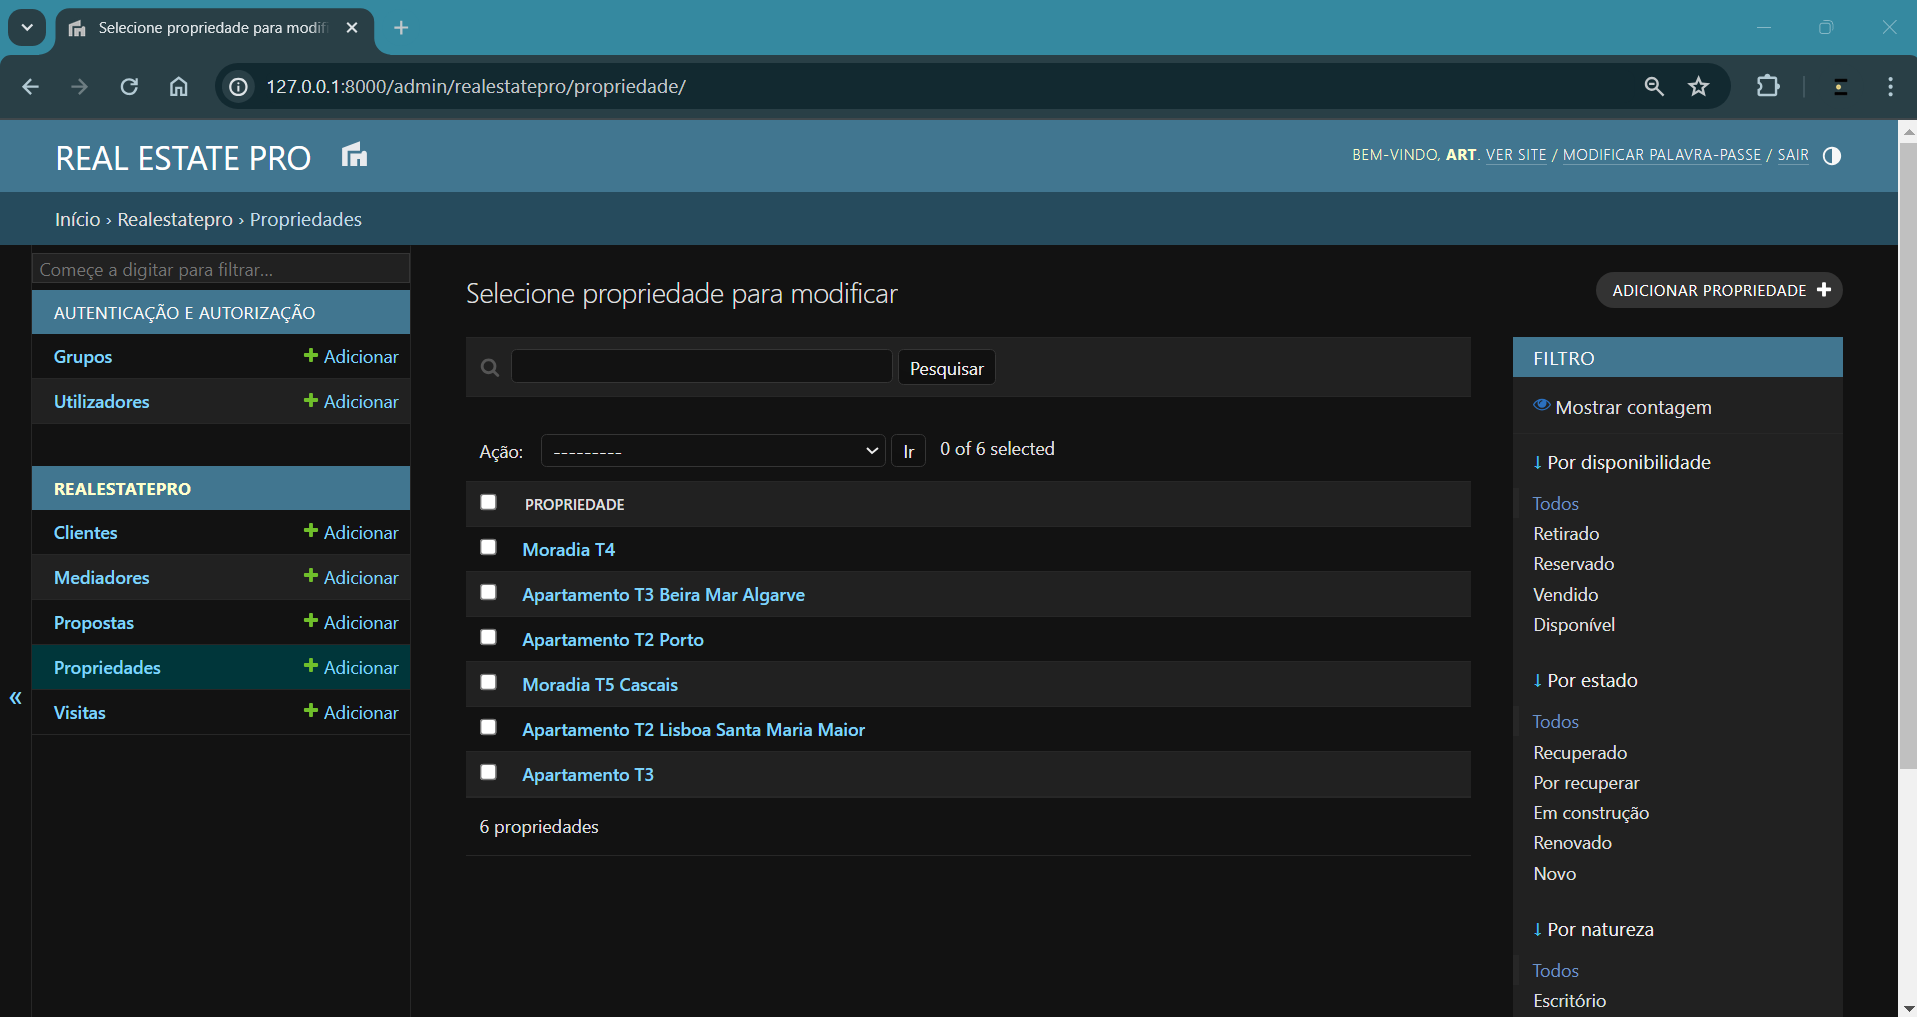 Selecione propriedade para modifi
127.0.0.1:8000/admin/realestatepro/propriedade/
REAL ESTATE PRO
BEM-VINDO, ART. VER SITE / MODIFICAR PALAVRA-PASSE / SAIR
Início › Realestatepro › Propriedades
Começe a digitar para filtrar...
AUTENTICAÇÃO E AUTORIZAÇÃO
Grupos Adicionar
Utilizadores Adicionar
REALESTATEPRO
Clientes Adicionar
Mediadores Adicionar
Propostas Adicionar
Propriedades Adicionar
Visitas Adicionar
«
Selecione propriedade para modificar
ADICIONAR PROPRIEDADE
Pesquisar
Ação: --------- Ir 0 of 6 selected
PROPRIEDADE
Moradia T4
Apartamento T3 Beira Mar Algarve
Apartamento T2 Porto
Moradia T5 Cascais
Apartamento T2 Lisboa Santa Maria Maior
Apartamento T3
6 propriedades
FILTRO
Mostrar contagem
↓ Por disponibilidade
Todos
Retirado
Reservado
Vendido
Disponível
↓ Por estado
Todos
Recuperado
Por recuperar
Em construção
Renovado
Novo
↓ Por natureza
Todos
Escritório